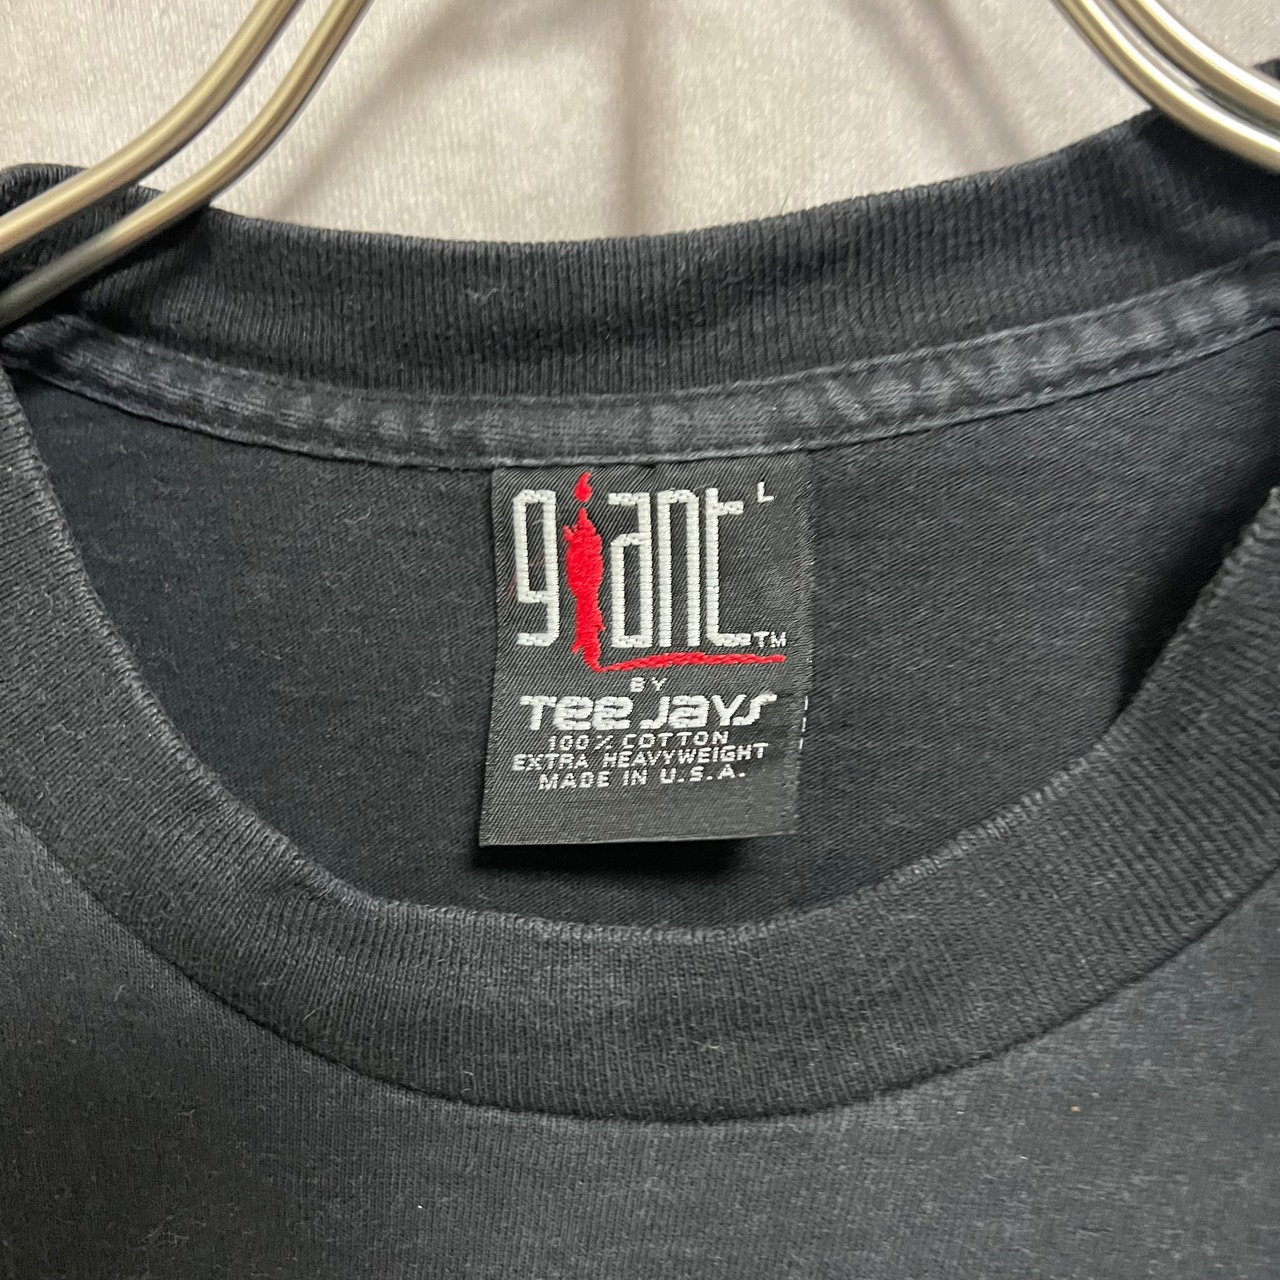 giant L
TM
BY
Tee Jays
100% COTTON
EXTRA HEAVYWEIGHT
MADE IN U.S.A.